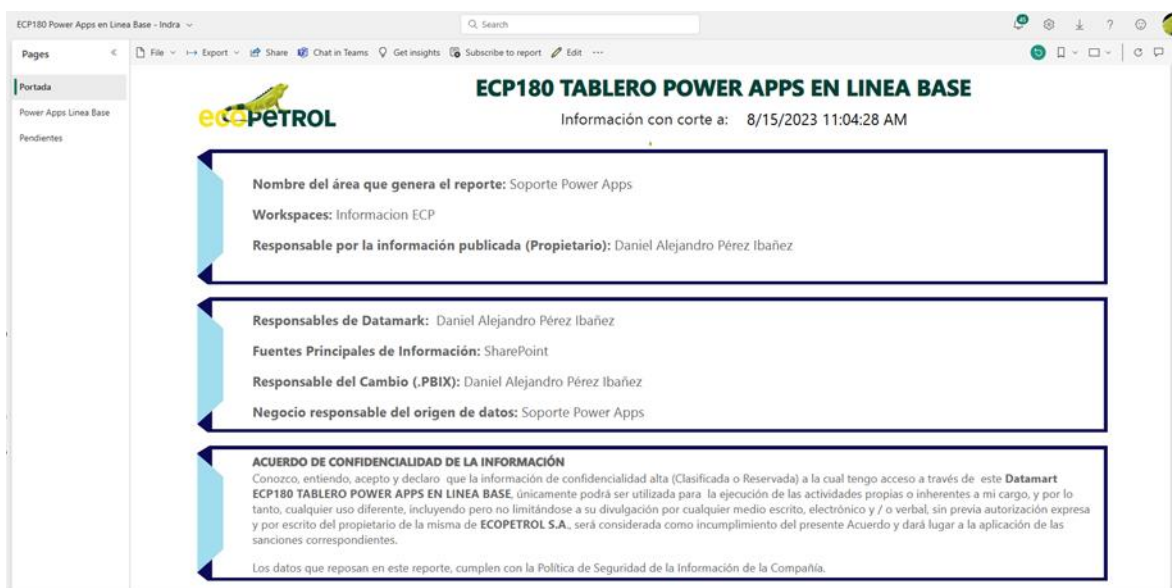 ECP180 Power Apps en Linea Base - Indra
Search
45
Pages
File
Export
Share
Chat in Teams
Get insights
Subscribe to report
Edit
Portada
Power Apps Linea Base
Pendientes
ecoPETROL
ECP180 TABLERO POWER APPS EN LINEA BASE
Información con corte a: 8/15/2023 11:04:28 AM
Nombre del área que genera el reporte: Soporte Power Apps
Workspaces: Informacion ECP
Responsable por la información publicada (Propietario): Daniel Alejandro Pérez Ibañez
Responsables de Datamark: Daniel Alejandro Pérez Ibañez
Fuentes Principales de Información: SharePoint
Responsable del Cambio (.PBIX): Daniel Alejandro Pérez Ibañez
Negocio responsable del origen de datos: Soporte Power Apps
ACUERDO DE CONFIDENCIALIDAD DE LA INFORMACIÓN
Conozco, entiendo, acepto y declaro que la información de confidencialidad alta (Clasificada o Reservada) a la cual tengo acceso a través de este Datamart
ECP180 TABLERO POWER APPS EN LINEA BASE, únicamente podrá ser utilizada para la ejecución de las actividades propias o inherentes a mi cargo, y por lo
tanto, cualquier uso diferente, incluyendo pero no limitándose a su divulgación por cualquier medio escrito, electrónico y / o verbal, sin previa autorización expresa
y por escrito del propietario de la misma de ECOPETROL S.A., será considerada como incumplimiento del presente Acuerdo y dará lugar a la aplicación de las
sanciones correspondientes.
Los datos que reposan en este reporte, cumplen con la Política de Seguridad de la Información de la Compañía.